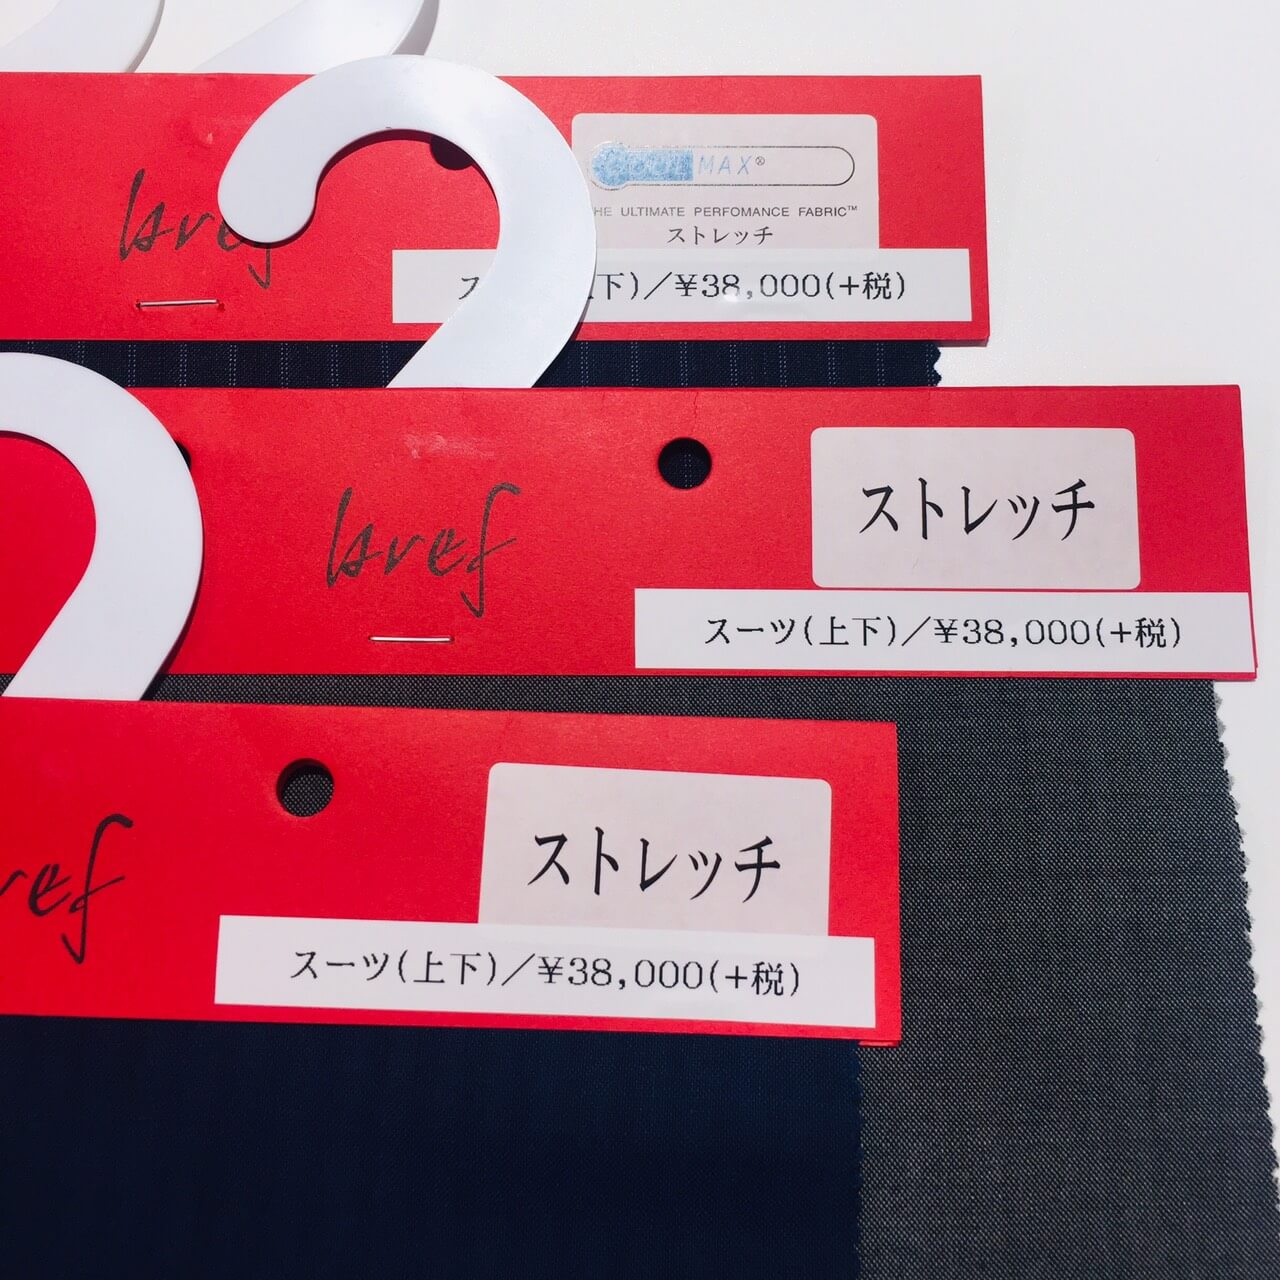 MAX®
THE ULTIMATE PERFOMANCE FABRIC™
ストレッチ
下)／¥38,000(+税)
ストレッチ
スーツ(上下)／¥38,000(+税)
ストレッチ
スーツ(上下)／¥38,000(+税)